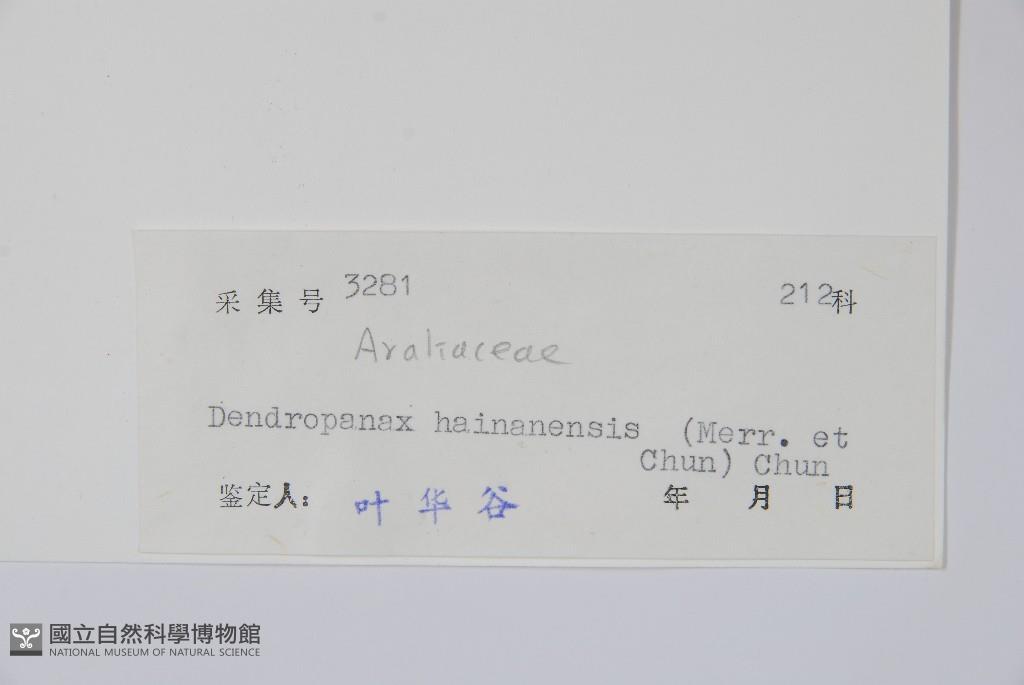 采集号 3281 212科
Araliaceae
Dendropanax hainanensis (Merr. et
Chun) Chun
鉴定人: 叶华谷 年 月 日
國立自然科學博物館
NATIONAL MUSEUM OF NATURAL SCIENCE